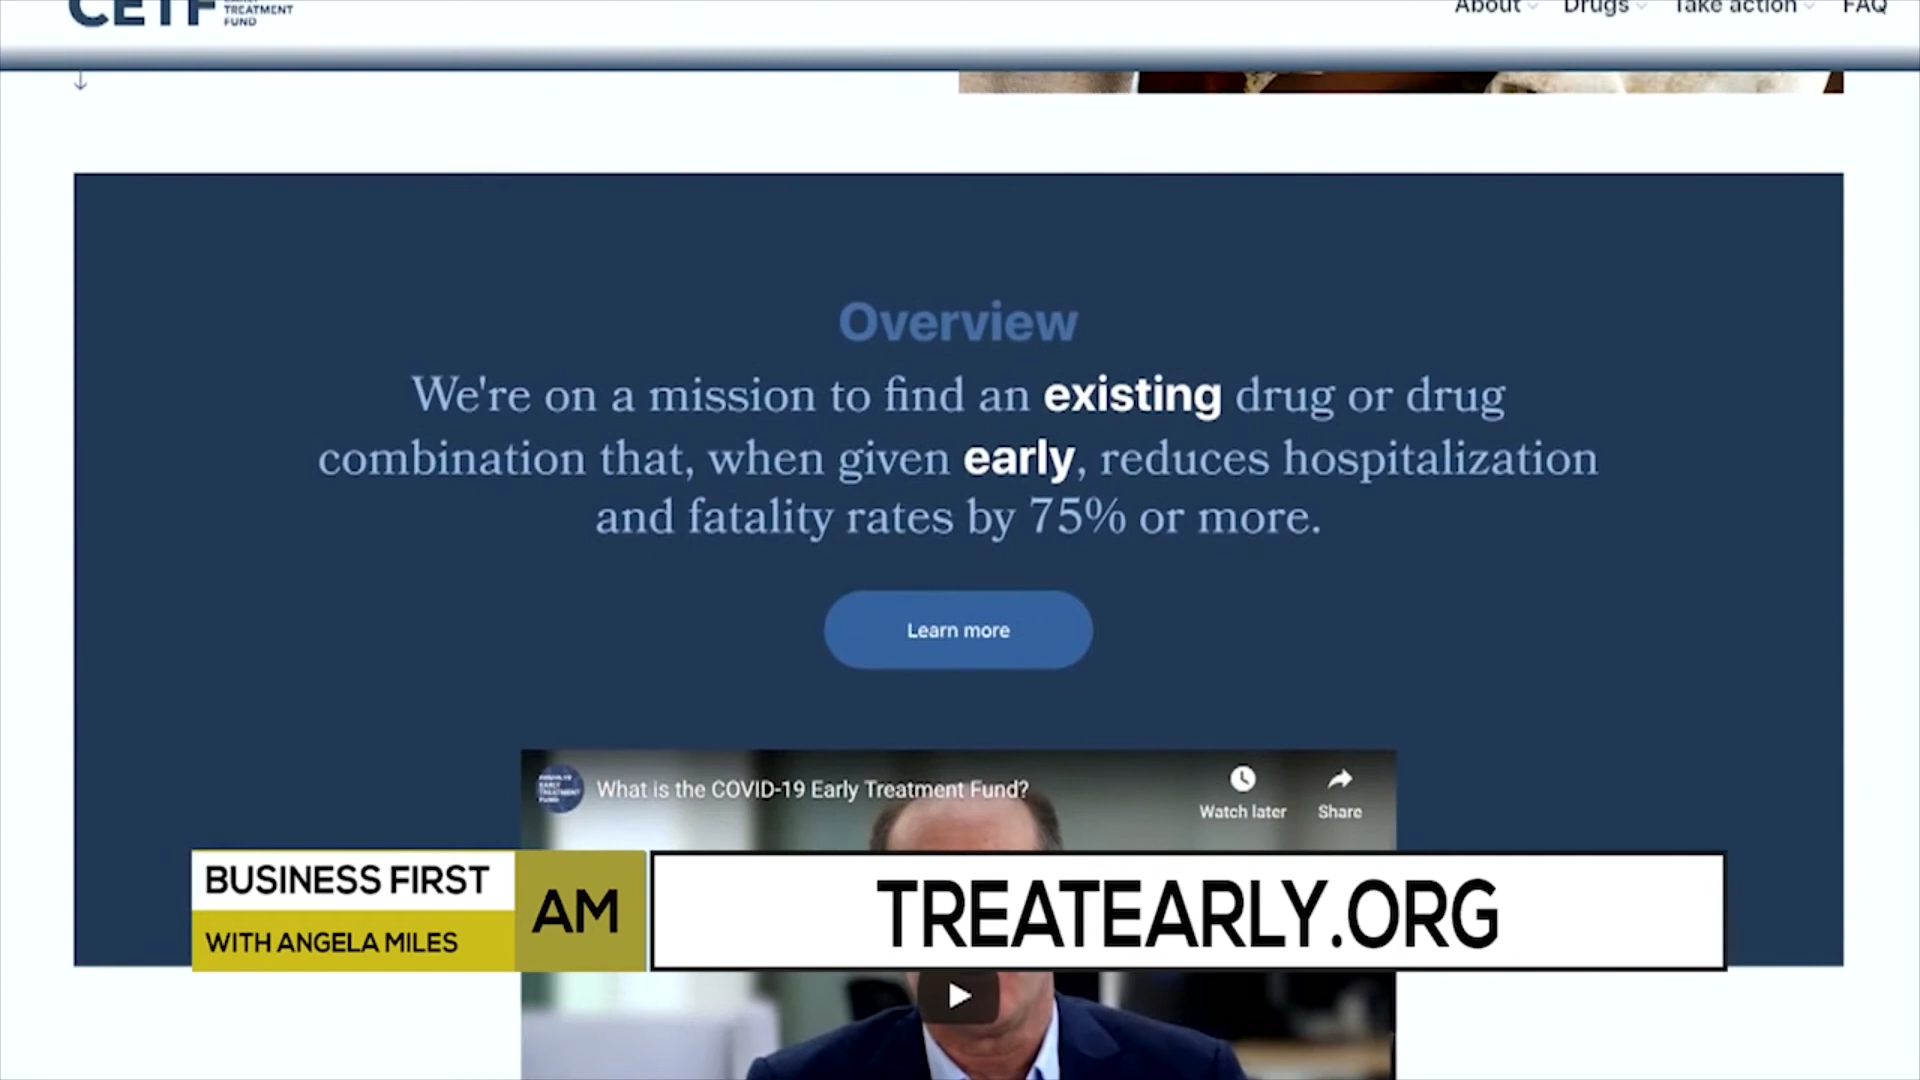 CETF
TREATMENT
FUND
About
Drugs
Take action
FAQ
Overview
We're on a mission to find an existing drug or drug
combination that, when given early, reduces hospitalization
and fatality rates by 75% or more.
Learn more
What is the COVID-19 Early Treatment Fund?
Watch later
Share
BUSINESS FIRST
AM
WITH ANGELA MILES
TREATEARLY.ORG